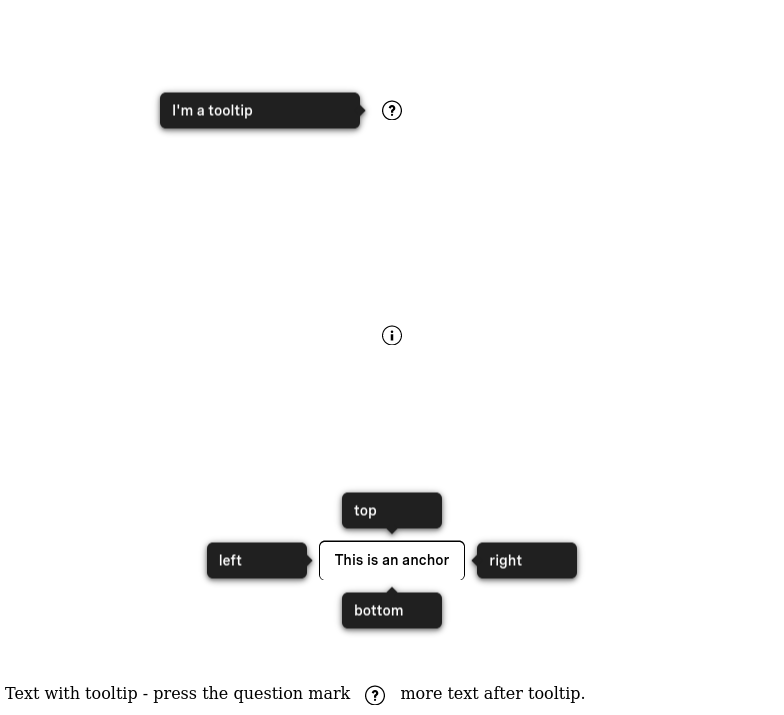 I'm a tooltip ?
i
top
left This is an anchor right
bottom
Text with tooltip - press the question mark ? more text after tooltip.